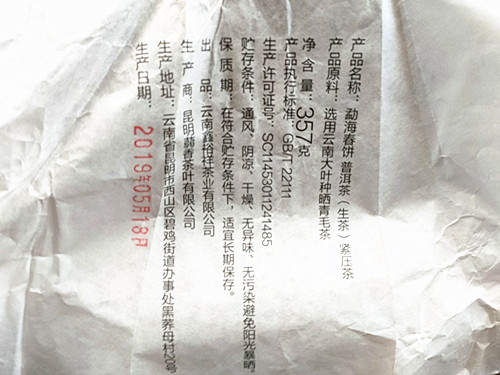 产品名称：勐海春饼 普洱茶（生茶）紧压茶
产品原料：选用云南大叶种晒青毛茶
净含量：357克
产品执行标准：GB/T 22111
生产许可证号：SC11453011241485
贮存条件：通风、阴凉、干燥、无异味、无污染避免阳光暴晒。
保质期：在符合贮存条件下，适宜长期保存。
出品：云南鑫裕祥茶业有限公司
生产商：昆明蒻香茶叶有限公司
生产地址：云南省昆明市西山区碧鸡街道办事处黑荞母村120号
生产日期：2019年05月18日